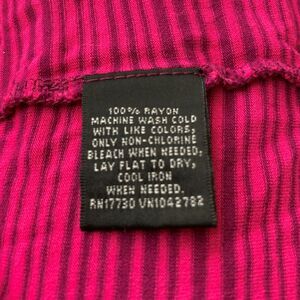 100% RAYON
MACHINE WASH COLD
WITH LIKE COLORS,
ONLY NON-CHLORINE
BLEACH WHEN NEEDED,
LAY FLAT TO DRY,
COOL IRON
WHEN NEEDED.
RN17730 VN1042782